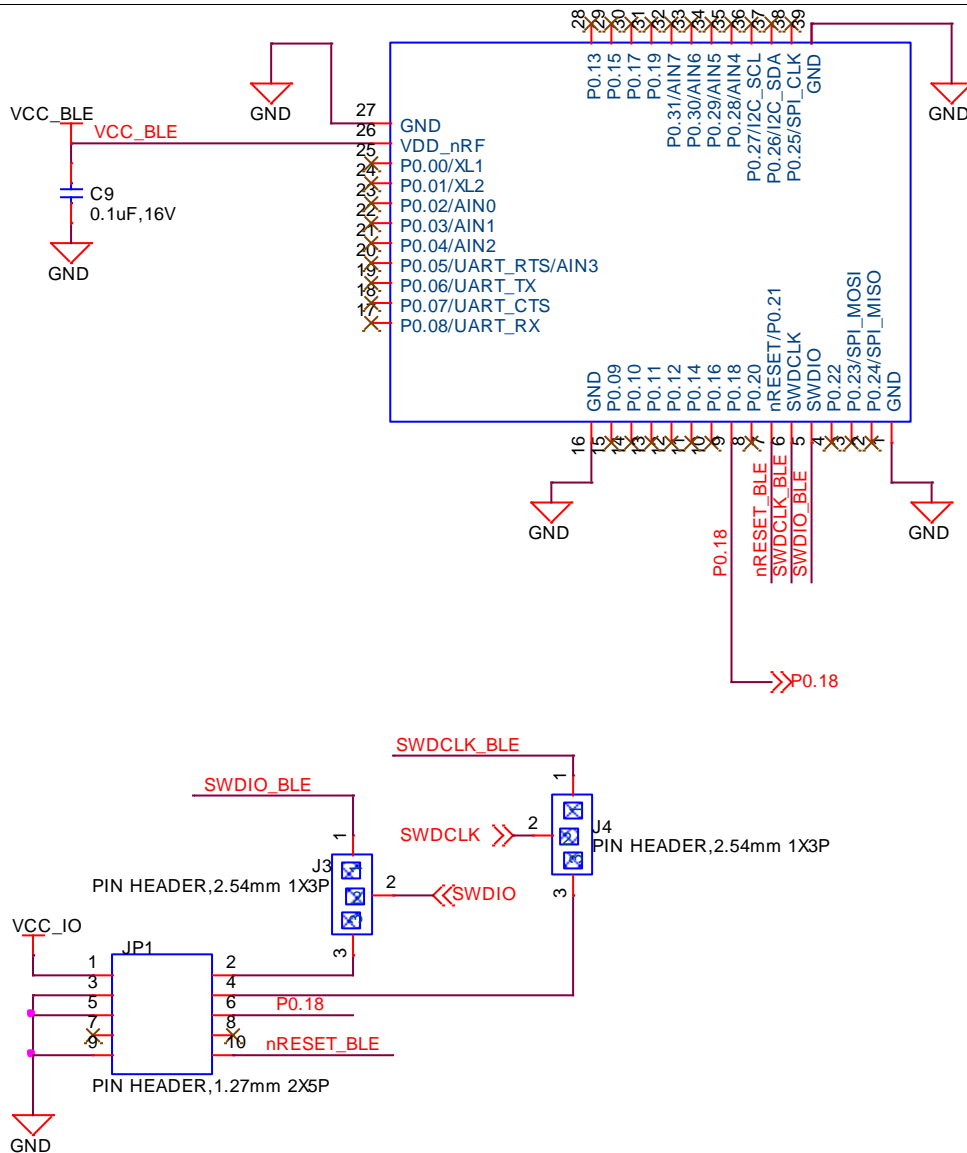 28 29 30 31 32 33 34 35 36 37 38 39
P0.13
P0.15
P0.17
P0.19
P0.31/AIN7
P0.30/AIN6
P0.29/AIN5
P0.28/AIN4
P0.27/I2C_SCL
P0.26/I2C_SDA
P0.25/SPI_CLK
GND
GND
GND
VCC_BLE
VCC_BLE
27 GND
26 VDD_nRF
25 P0.00/XL1
24 P0.01/XL2
23 P0.02/AIN0
22 P0.03/AIN1
21 P0.04/AIN2
20 P0.05/UART_RTS/AIN3
19 P0.06/UART_TX
18 P0.07/UART_CTS
17 P0.08/UART_RX
C9
0.1uF,16V
GND
GND
P0.09
P0.10
P0.11
P0.12
P0.14
P0.16
P0.18
P0.20
nRESET/P0.21
SWDCLK
SWDIO
P0.22
P0.23/SPI_MOSI
P0.24/SPI_MISO
GND
16 15 14 13 12 11 10 9 8 7 6 5 4 3 2 1
GND
P0.18
nRESET_BLE
SWDCLK_BLE
SWDIO_BLE
GND
P0.18
SWDCLK_BLE
SWDIO_BLE
1
1
SWDCLK
2
J4
PIN HEADER,2.54mm 1X3P
J3
PIN HEADER,2.54mm 1X3P
2
SWDIO
3
3
VCC_IO
JP1
1 2
3 4
5 6 P0.18
7 8
9 10 nRESET_BLE
PIN HEADER,1.27mm 2X5P
GND